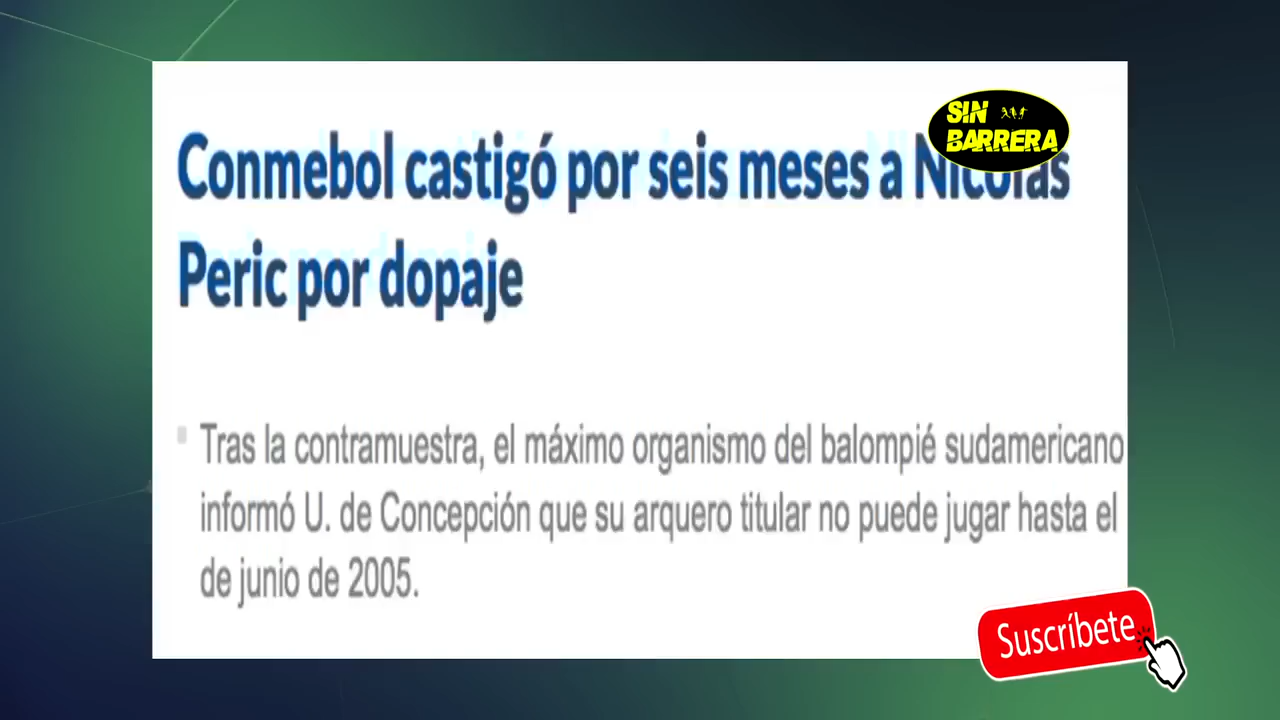 SIN
BARRERA
Conmebol castigó por seis meses a Nicolás
Peric por dopaje
Tras la contramuestra, el máximo organismo del balompié sudamericano
informó U. de Concepción que su arquero titular no puede jugar hasta el
de junio de 2005.
Suscríbete